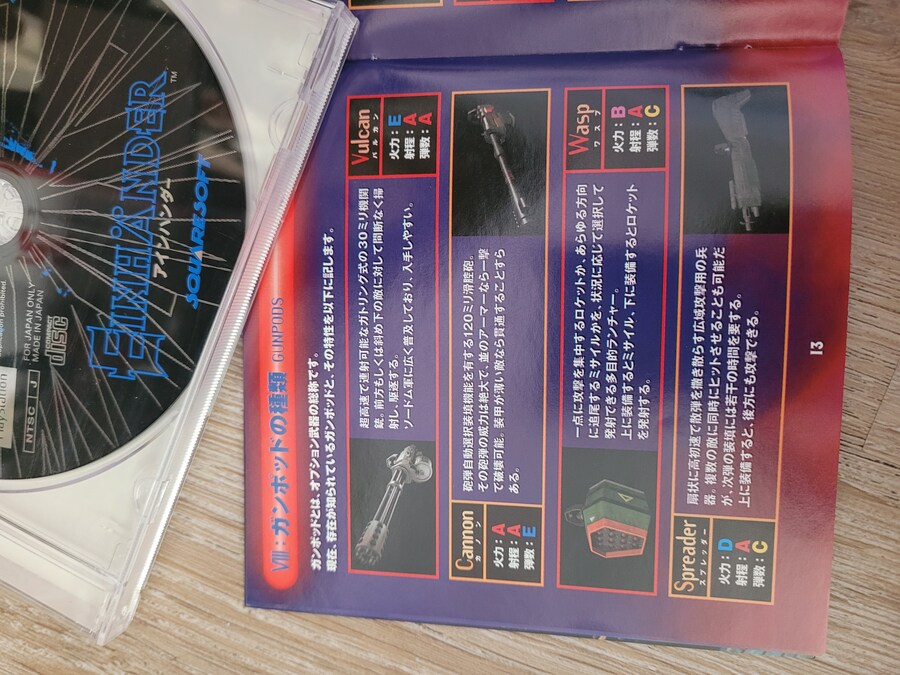 EINHÄNDER™
アインハンダー
SQUARESOFT
PlayStation
NTSC J
FOR JAPAN ONLY
MADE IN JAPAN
COMPACT
disc
prohibited.
VIII:ガンポッドの種類 GUNPODS
ガンポッドとは、オプション武器の総称です。
現在、存在が知られているガンポッドと、その特性を以下に記します。
Vulcan
バルカン
火力:E
射程:A
弾数:A
超高速で連射可能なガトリング式の30ミリ機関
銃。前方もしくは斜め下の敵に対して間断なく掃
射し、駆逐する。
ソドム軍に広く普及しており、入手しやすい。
Cannon
カノン
火力:A
射程:A
弾数:E
砲弾自動選択装填機能を有する120ミリ滑腔砲。
その砲弾の威力は絶大で、並のアーマーなら一撃
で破壊可能。装甲が薄い敵なら貫通することすら
ある。
Wasp
ワスプ
火力:B
射程:A
弾数:C
一点に攻撃を集中するロケットか、あらゆる方向
に追尾するミサイルかを、状況に応じて選択して
発射できる多目的ランチャー。
上に装備するとミサイル、下に装備するとロケット
を発射する。
Spreader
スプレッダー
火力:D
射程:A
弾数:C
扇状に高初速で散弾を撒き散らす広域攻撃用の兵
器。複数の敵に同時にヒットさせることも可能だ
が、次弾の装填には若干の時間を要する。
上に装備すると、後方にも攻撃できる。
13